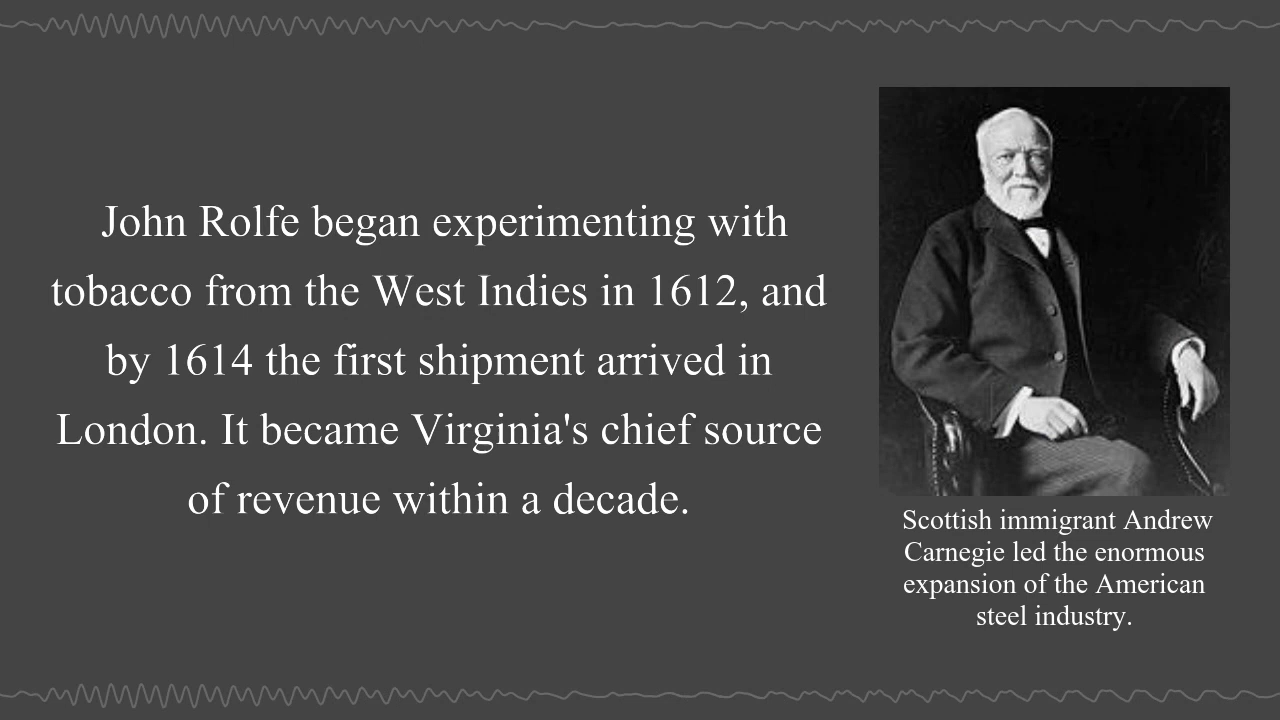 John Rolfe began experimenting with
tobacco from the West Indies in 1612, and
by 1614 the first shipment arrived in
London. It became Virginia's chief source
of revenue within a decade.
Scottish immigrant Andrew
Carnegie led the enormous
expansion of the American
steel industry.